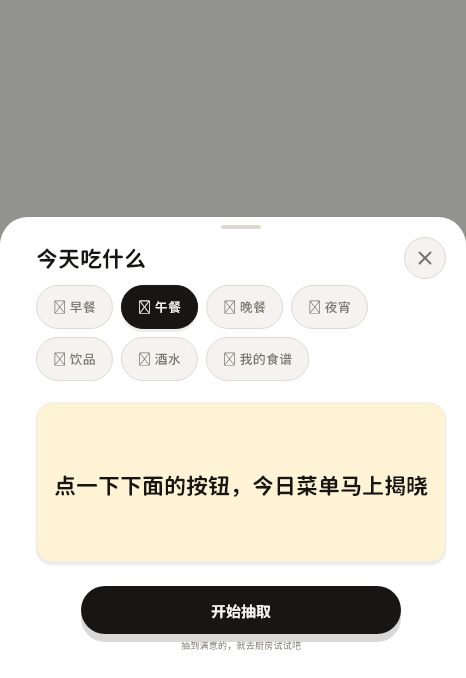 今天吃什么
早餐 午餐 晚餐 夜宵
饮品 酒水 我的食谱
点一下下面的按钮，今日菜单马上揭晓
开始抽取
抽到满意的，就去厨房试试吧